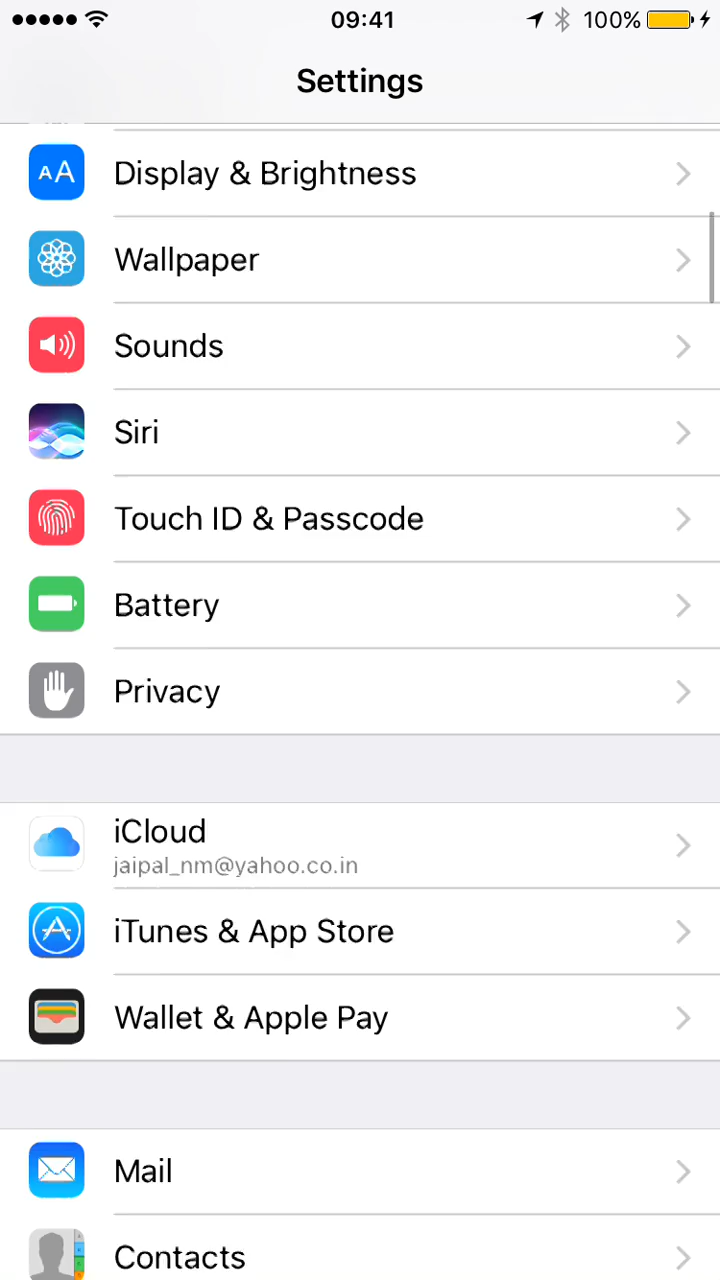 09:41
100%
Settings
AA
Display & Brightness
Wallpaper
Sounds
Siri
Touch ID & Passcode
Battery
Privacy
iCloud
jaipal_nm@yahoo.co.in
iTunes & App Store
Wallet & Apple Pay
Mail
Contacts